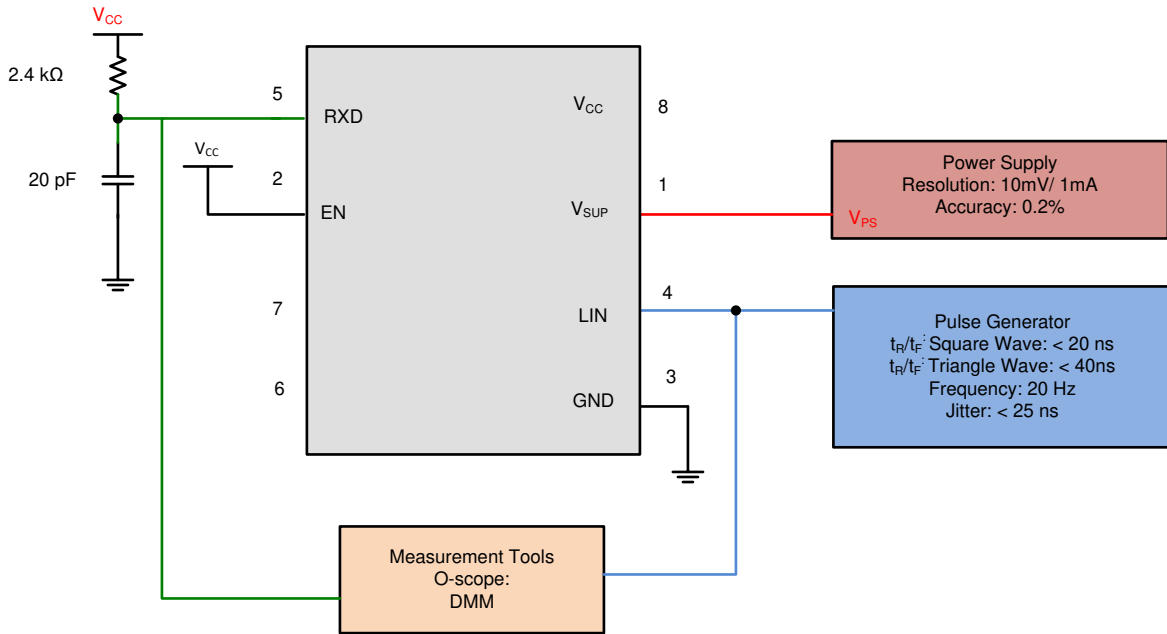 VCC
2.4 kΩ
20 pF
VCC
5
2
7
6
RXD
EN
VCC
VSUP
LIN
GND
8
1
4
3
Power Supply
Resolution: 10mV/ 1mA
Accuracy: 0.2%
VPS
Pulse Generator
tR/tF: Square Wave: < 20 ns
tR/tF: Triangle Wave: < 40ns
Frequency: 20 Hz
Jitter: < 25 ns
Measurement Tools
O-scope:
DMM